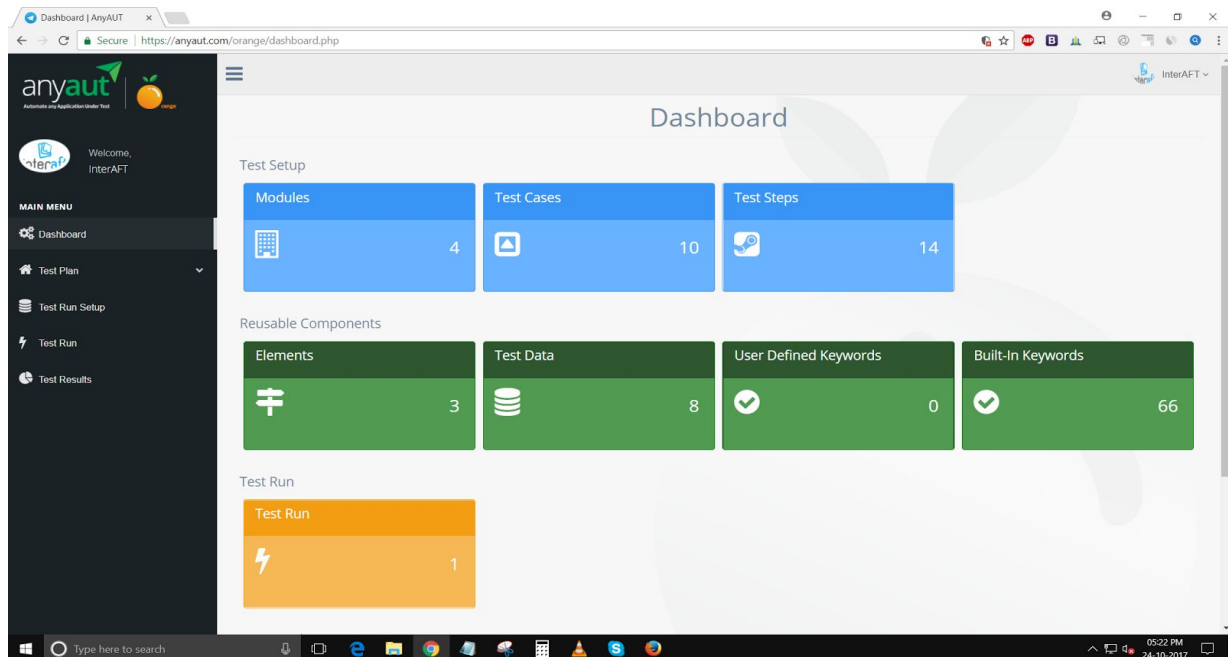 Dashboard | AnyAUT
Secure | https://anyaut.com/orange/dashboard.php
ABP
B
anyaut
Automate any Application Under Test
orange
InterAFT
Dashboard
interaft
Welcome,
InterAFT
MAIN MENU
Dashboard
Test Plan
Test Run Setup
Test Run
Test Results
Test Setup
Modules
4
Test Cases
10
Test Steps
14
Reusable Components
Elements
3
Test Data
8
User Defined Keywords
0
Built-In Keywords
66
Test Run
Test Run
1
Type here to search
05:22 PM
24-10-2017